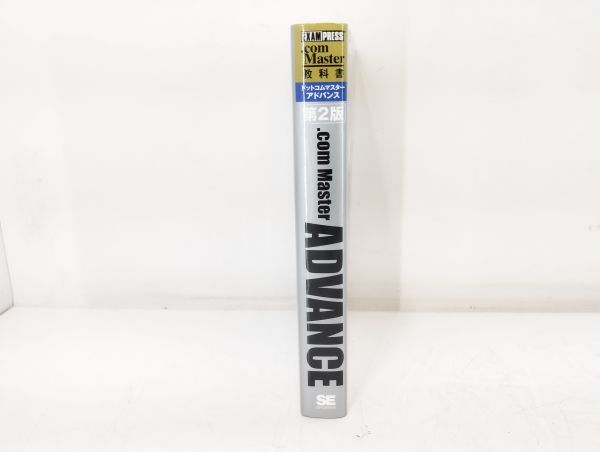 EXAMPRESS
.com
Master
教科書
ドットコムマスター
アドバンス
第2版
.com Master
ADVANCE
SE
SHOEISHA